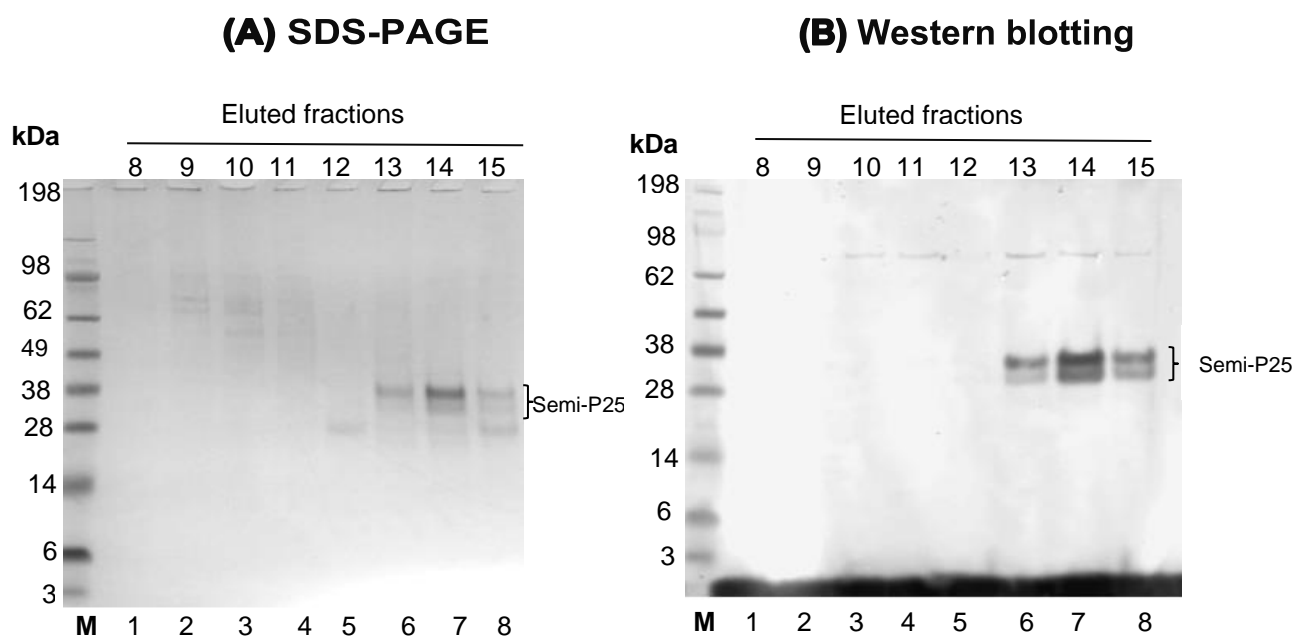 (A) SDS-PAGE
Eluted fractions
kDa
8 9 10 11 12 13 14 15
198
98
62
49
38
28
14
6
3
Semi-P25
M 1 2 3 4 5 6 7 8
(B) Western blotting
Eluted fractions
kDa
8 9 10 11 12 13 14 15
198
98
62
38
28
14
6
3
Semi-P25
M 1 2 3 4 5 6 7 8